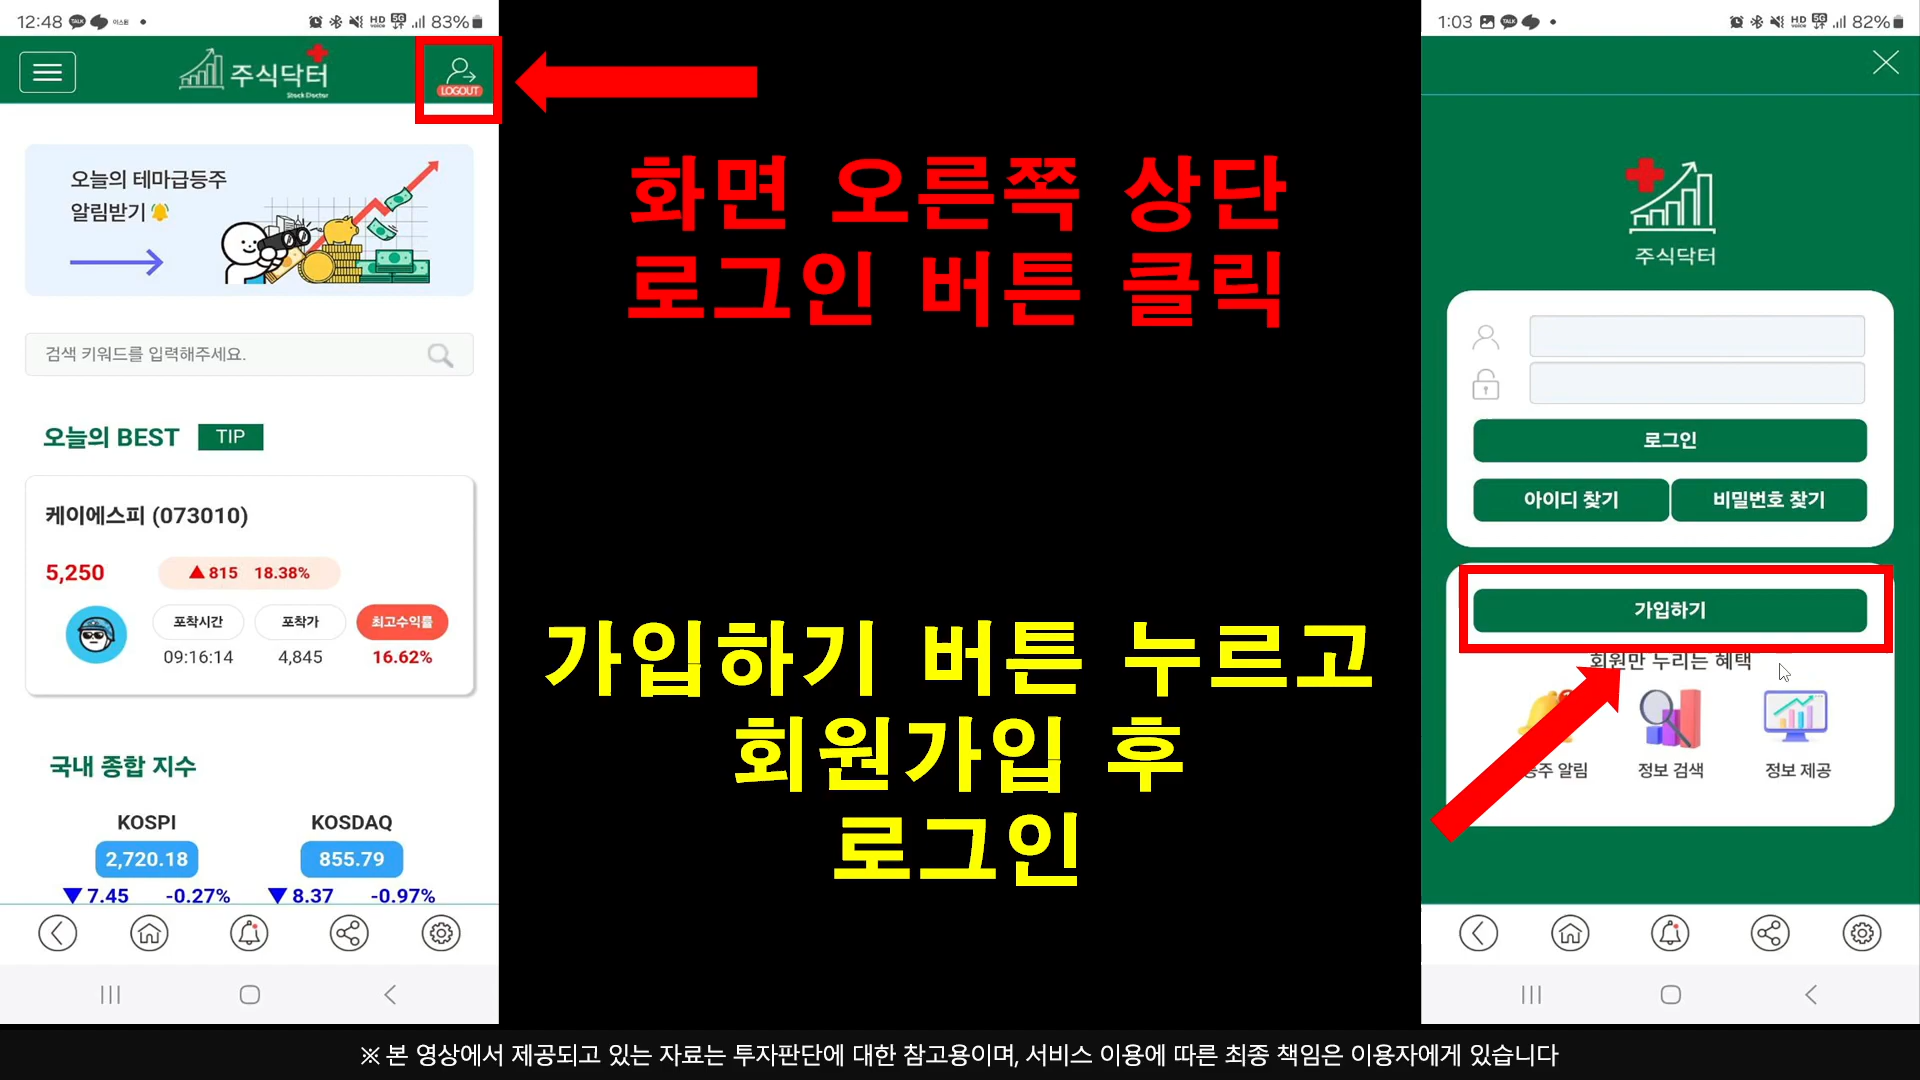 12:48
83%
주식닥터
Stock Doctor
LOGOUT
오늘의 테마급등주
알림받기
검색 키워드를 입력해주세요.
오늘의 BEST TIP
케이에스피 (073010)
5,250 ▲ 815 18.38%
포착시간 포착가 최고수익률
09:16:14 4,845 16.62%
국내 종합 지수
KOSPI KOSDAQ
2,720.18 855.79
▼ 7.45 -0.27% ▼ 8.37 -0.97%
화면 오른쪽 상단
로그인 버튼 클릭
가입하기 버튼 누르고
회원가입 후
로그인
1:03
82%
주식닥터
로그인
아이디 찾기 비밀번호 찾기
가입하기
회원만 누리는 혜택
등주 알림 정보 검색 정보 제공
※ 본 영상에서 제공되고 있는 자료는 투자판단에 대한 참고용이며, 서비스 이용에 따른 최종 책임은 이용자에게 있습니다